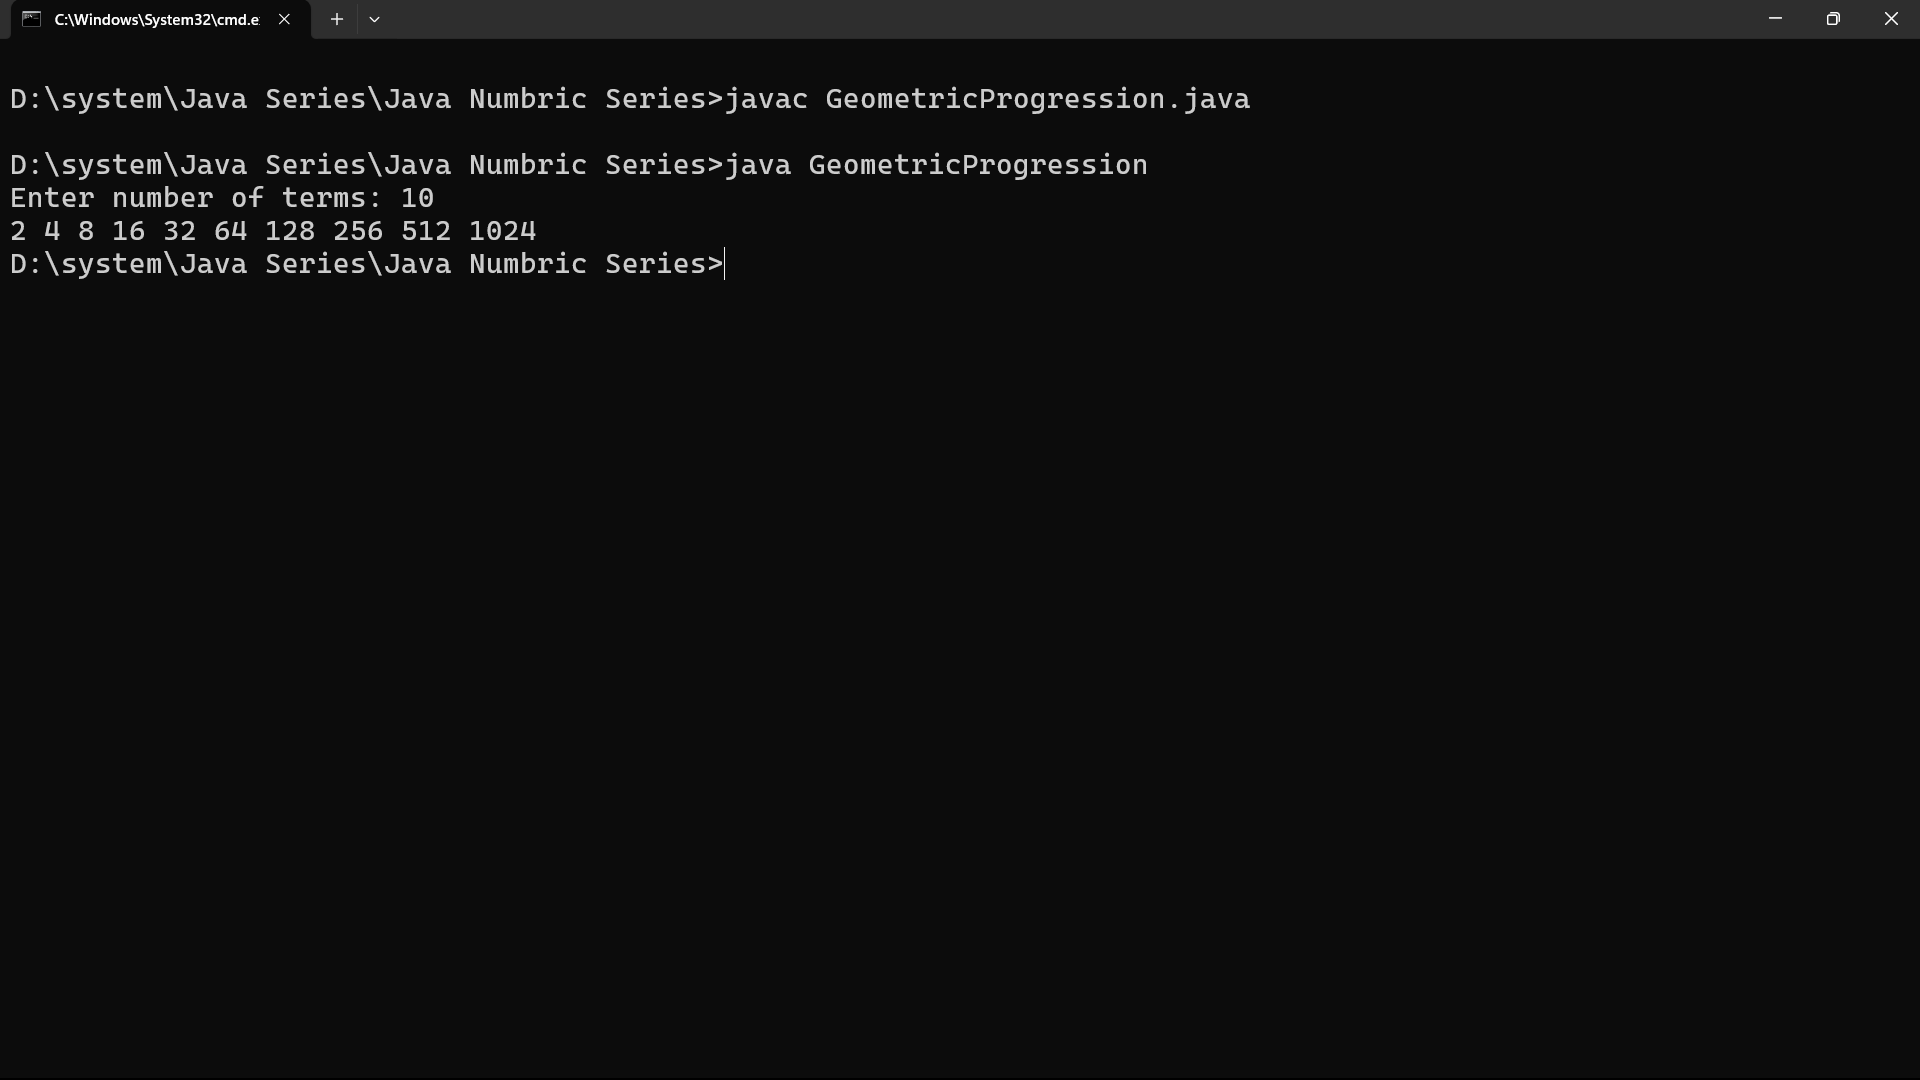 C:\Windows\System32\cmd.e
D:\system\Java Series\Java Numbric Series>javac GeometricProgression.java
D:\system\Java Series\Java Numbric Series>java GeometricProgression
Enter number of terms: 10
2 4 8 16 32 64 128 256 512 1024
D:\system\Java Series\Java Numbric Series>